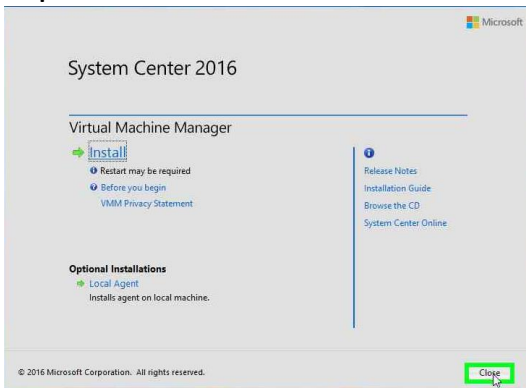 Microsoft
System Center 2016
Virtual Machine Manager
Install
Restart may be required
Before you begin
VMM Privacy Statement
Release Notes
Installation Guide
Browse the CD
System Center Online
Optional Installations
Local Agent
Installs agent on local machine.
© 2016 Microsoft Corporation. All rights reserved.
Close